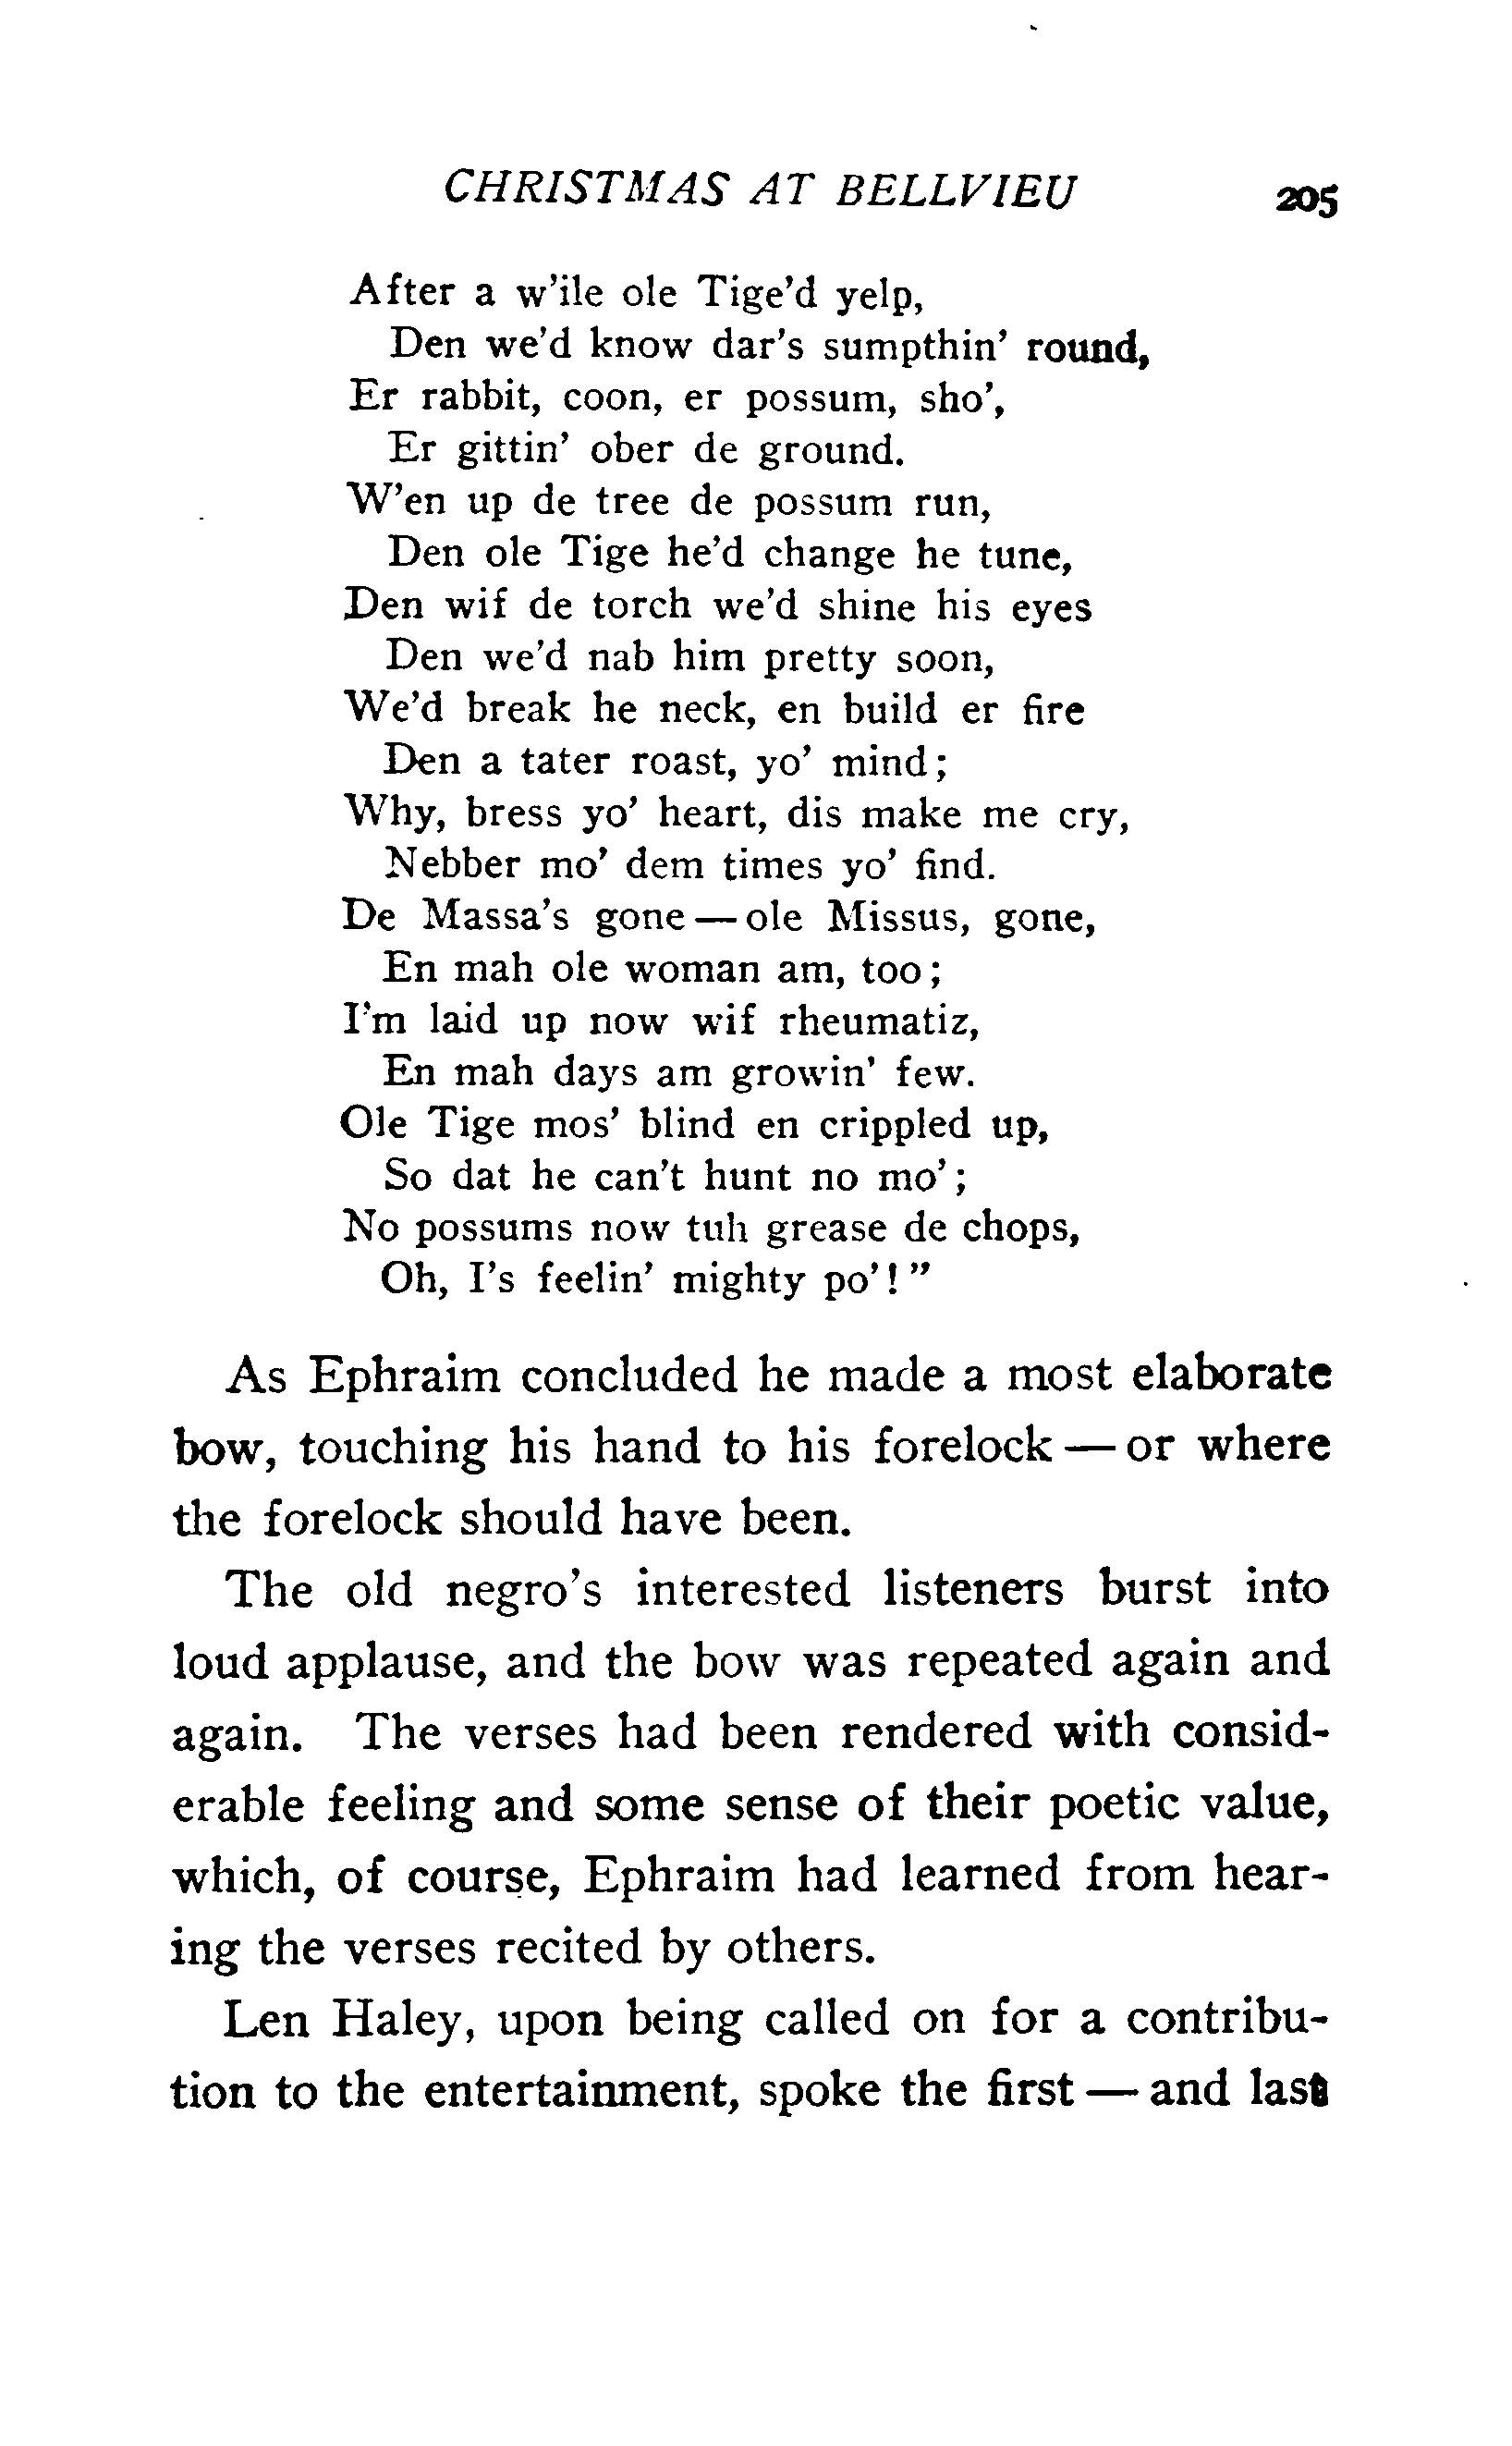 CHRISTMAS AT BELLVIEU 205
After a w'ile ole Tige'd yelp,
Den we'd know dar's sumpthin' round,
Er rabbit, coon, er possum, sho',
Er gittin' ober de ground.
W'en up de tree de possum run,
Den ole Tige he'd change he tune,
Den wif de torch we'd shine his eyes
Den we'd nab him pretty soon,
We'd break he neck, en build er fire
Den a tater roast, yo' mind;
Why, bress yo' heart, dis make me cry,
Nebber mo' dem times yo' find.
De Massa's gone — ole Missus, gone,
En mah ole woman am, too;
I'm laid up now wif rheumatiz,
En mah days am growin' few.
Ole Tige mos' blind en crippled up,
So dat he can't hunt no mo';
No possums now tuh grease de chops,
Oh, I's feelin' mighty po'!"
As Ephraim concluded he made a most elaborate
bow, touching his hand to his forelock — or where
the forelock should have been.
The old negro's interested listeners burst into
loud applause, and the bow was repeated again and
again. The verses had been rendered with consid-
erable feeling and some sense of their poetic value,
which, of course, Ephraim had learned from hear-
ing the verses recited by others.
Len Haley, upon being called on for a contribu-
tion to the entertainment, spoke the first — and last